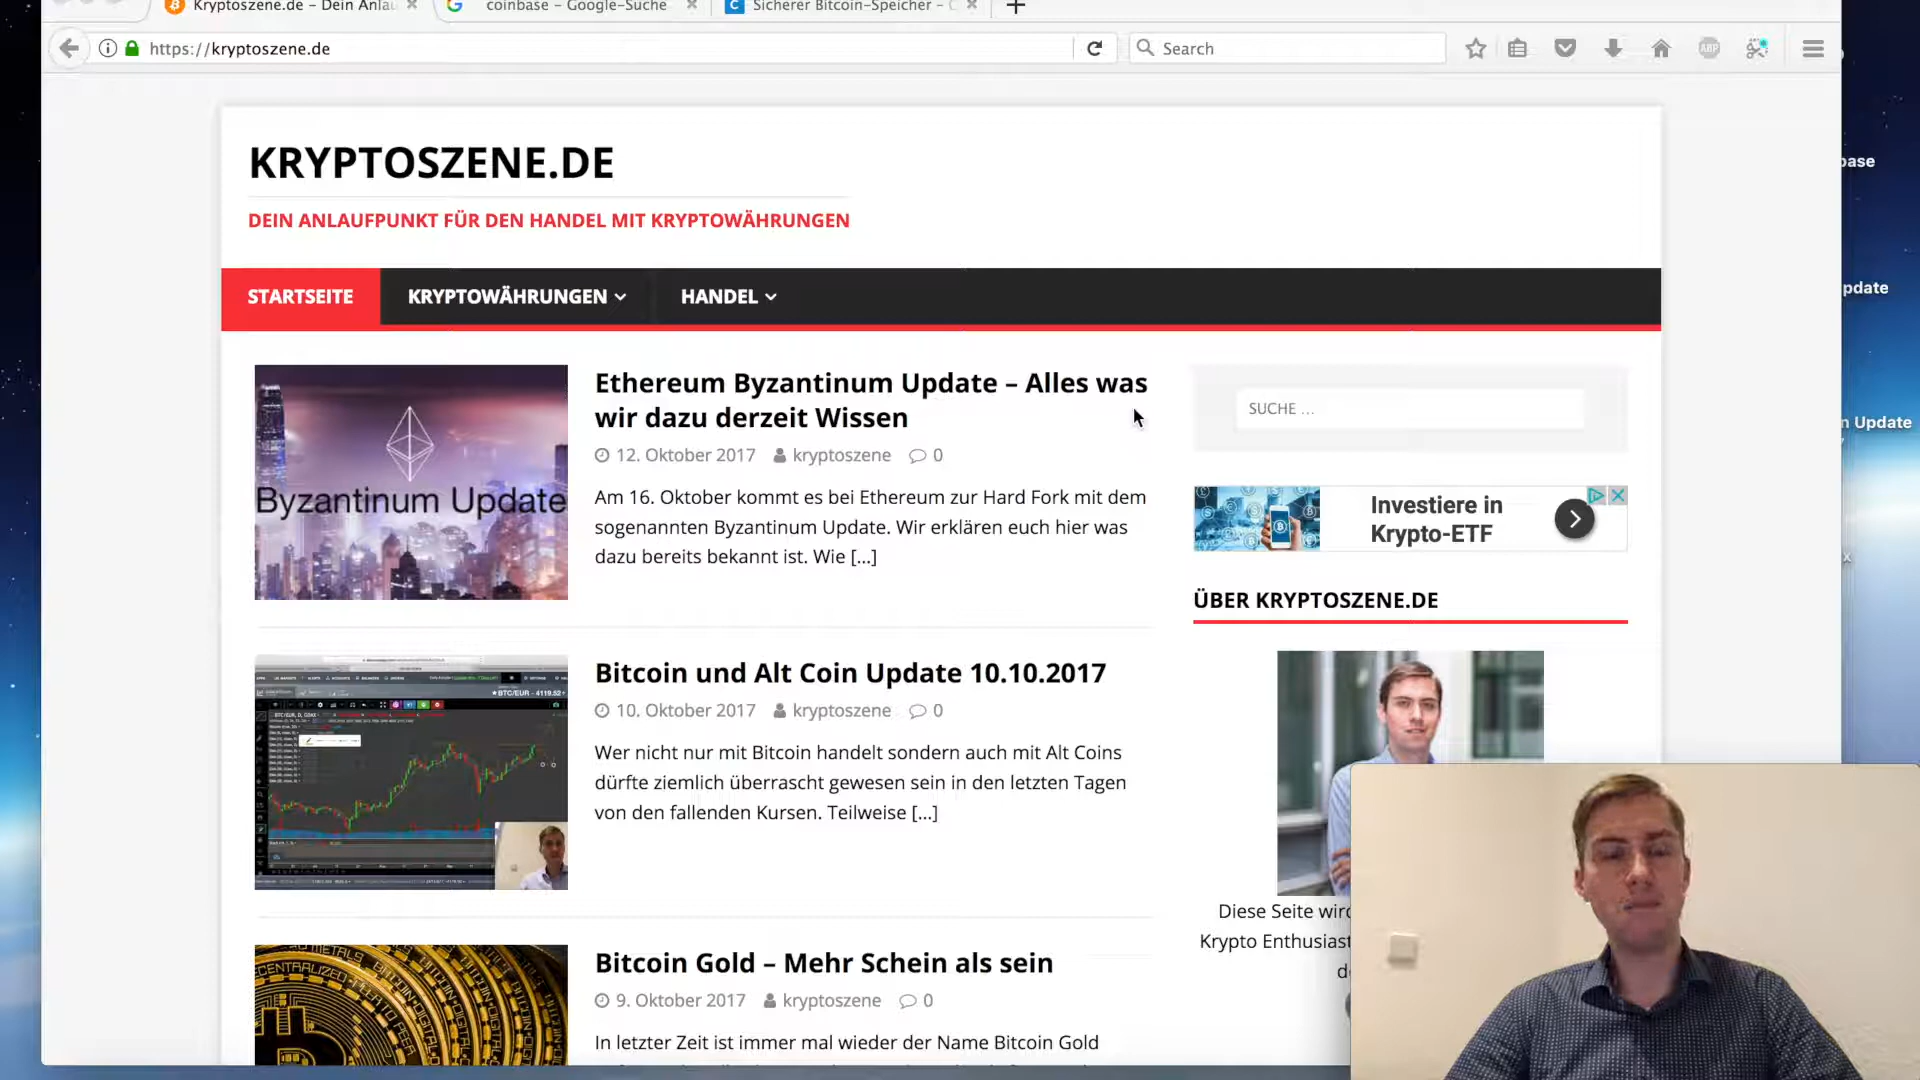 Kryptoszene.de – Dein Anlau
coinbase – Google-Suche
Sicherer Bitcoin-Speicher –
https://kryptoszene.de
Search
ABP
KRYPTOSZENE.DE
DEIN ANLAUFPUNKT FÜR DEN HANDEL MIT KRYPTOWÄHRUNGEN
STARTSEITE
KRYPTOWÄHRUNGEN
HANDEL
Byzantinum Update
Ethereum Byzantinum Update – Alles was
wir dazu derzeit Wissen
12. Oktober 2017 kryptoszene 0
Am 16. Oktober kommt es bei Ethereum zur Hard Fork mit dem
sogenannten Byzantinum Update. Wir erklären euch hier was
dazu bereits bekannt ist. Wie [...]
Bitcoin und Alt Coin Update 10.10.2017
10. Oktober 2017 kryptoszene 0
Wer nicht nur mit Bitcoin handelt sondern auch mit Alt Coins
dürfte ziemlich überrascht gewesen sein in den letzten Tagen
von den fallenden Kursen. Teilweise [...]
Bitcoin Gold – Mehr Schein als sein
9. Oktober 2017 kryptoszene 0
In letzter Zeit ist immer mal wieder der Name Bitcoin Gold
SUCHE ...
Investiere in
Krypto-ETF
ÜBER KRYPTOSZENE.DE
Diese Seite wird
Krypto Enthusiast
de
base
pdate
n Update
x